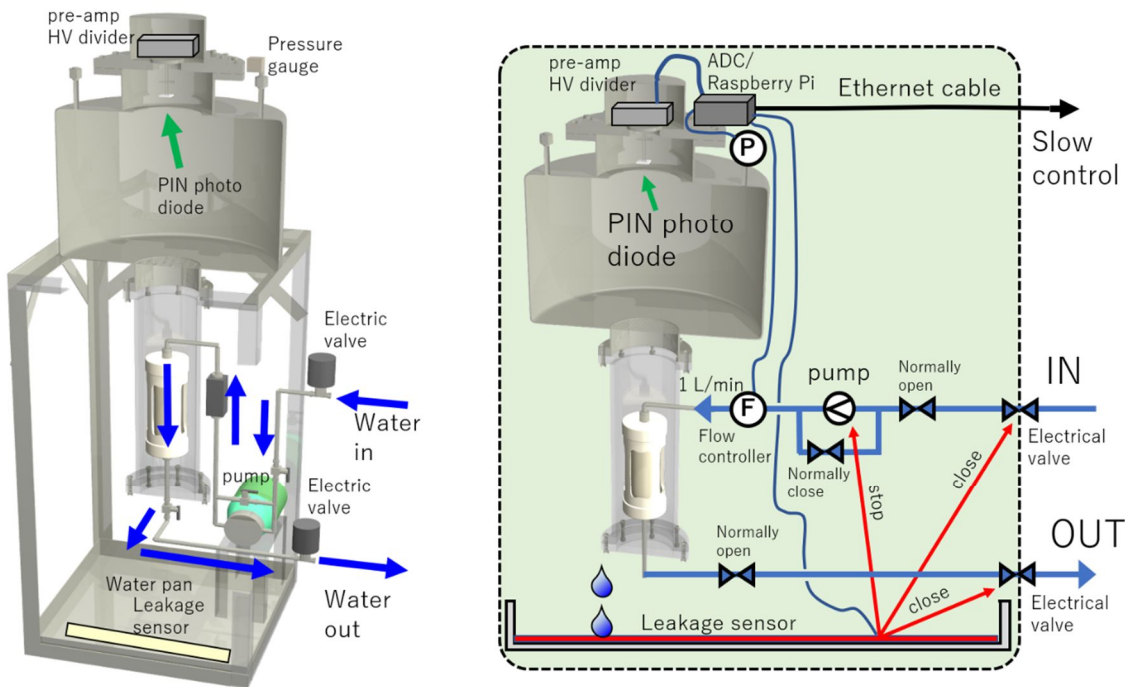 pre-amp
HV divider
Pressure
gauge
PIN photo
diode
Electric
valve
Water
in
pump
Electric
valve
Water pan
Leakage
sensor
Water
out
pre-amp
HV divider
ADC/
Raspberry Pi
Ethernet cable
Slow
control
P
PIN photo
diode
1 L/min
F
Flow
controller
pump
Normally
open
IN
Normally
close
Electrical
valve
stop
close
Normally
open
OUT
close
Electrical
valve
Leakage sensor